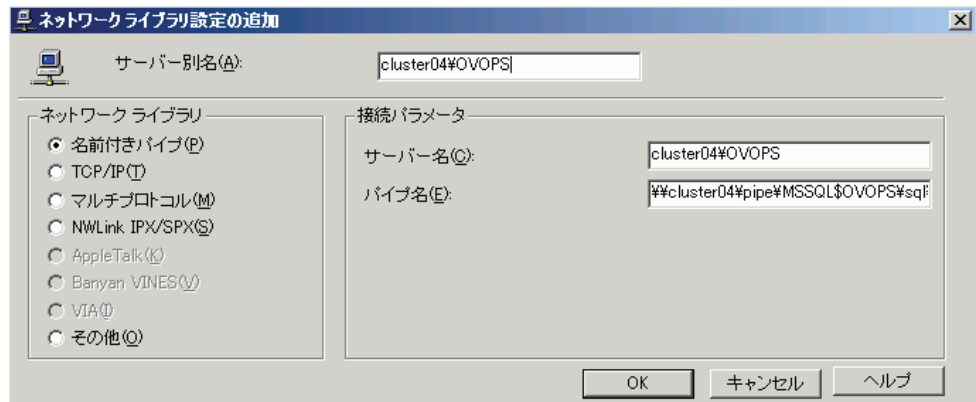 ネットワーク ライブラリ設定の追加
サーバー別名(A):
cluster04¥OVOPS
ネットワーク ライブラリ
名前付きパイプ(P)
TCP/IP(T)
マルチプロトコル(M)
NWLink IPX/SPX(S)
AppleTalk(K)
Banyan VINES(V)
VIA(I)
その他(O)
接続パラメータ
サーバー名(C):
cluster04¥OVOPS
パイプ名(E):
¥¥cluster04¥pipe¥MSSQL$OVOPS¥sql
OK
キャンセル
ヘルプ